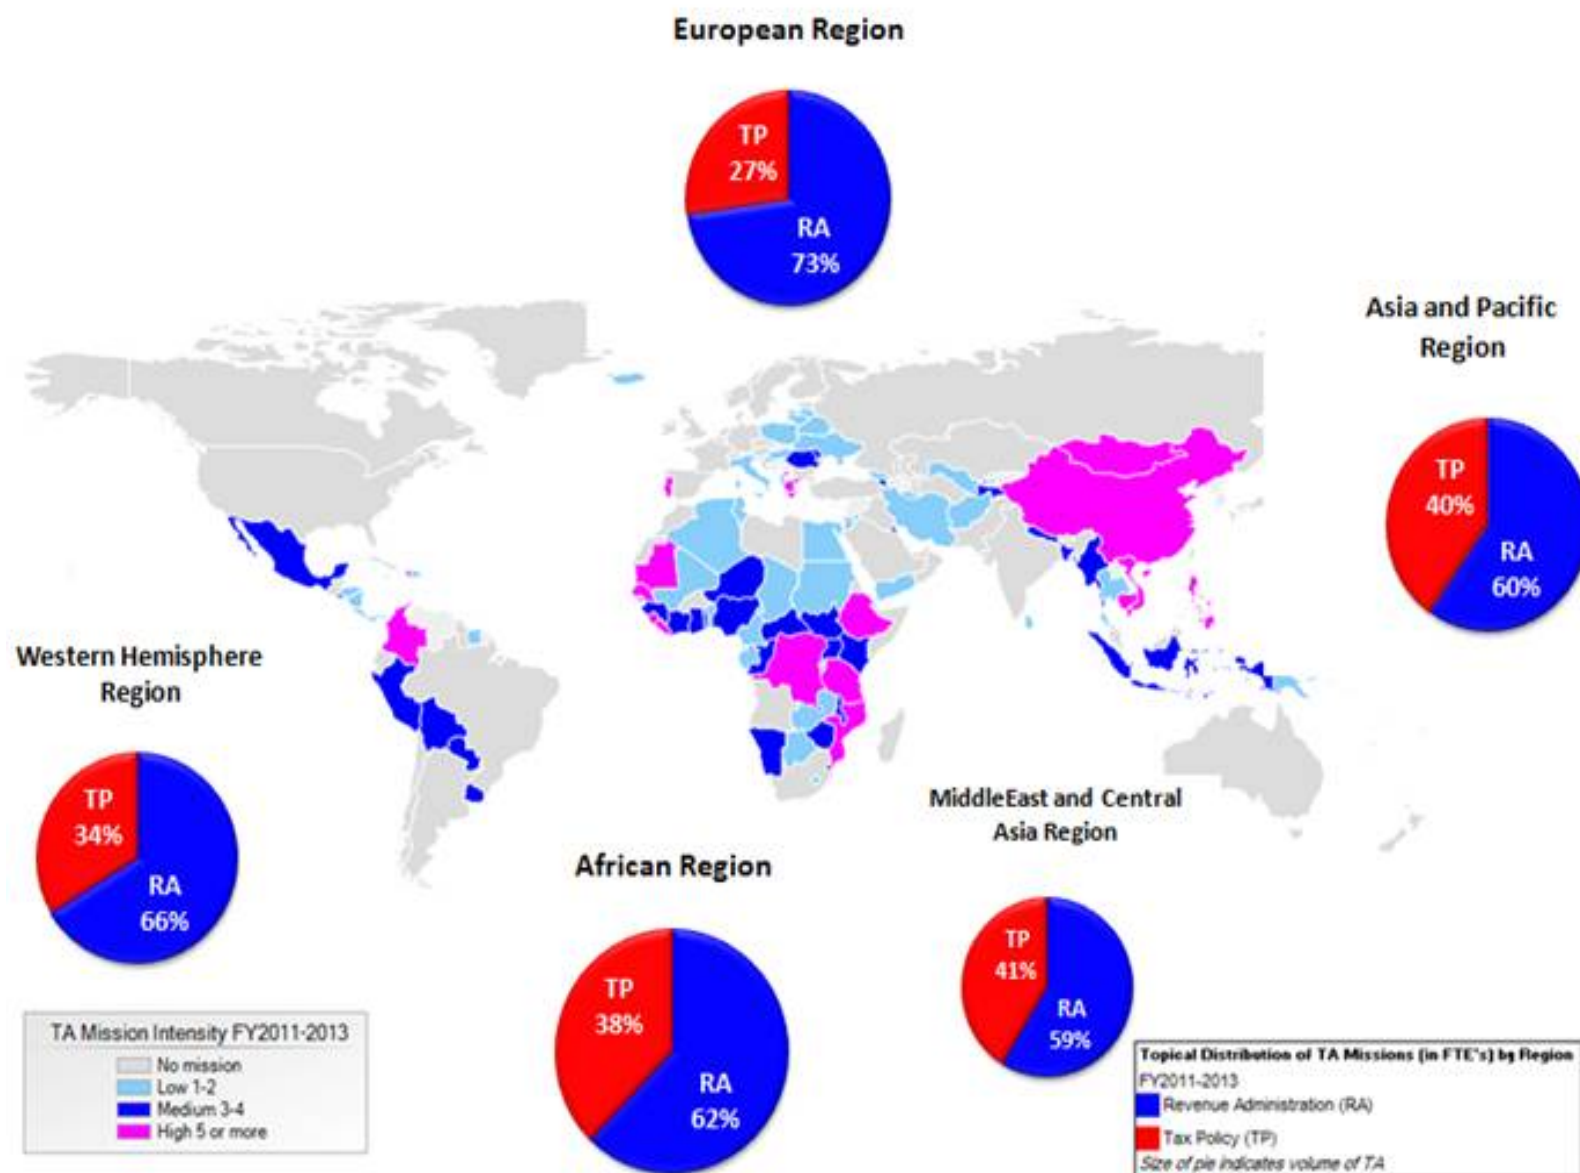 European Region
TP
27%
RA
73%
Asia and Pacific
Region
TP
40%
RA
60%
Western Hemisphere
Region
TP
34%
RA
66%
African Region
TP
38%
RA
62%
MiddleEast and Central
Asia Region
TP
41%
RA
59%
TA Mission Intensity FY2011-2013
No mission
Low 1-2
Medium 3-4
High 5 or more
Topical Distribution of TA Missions (in FTE's) by Region
FY2011-2013
Revenue Administration (RA)
Tax Policy (TP)
Size of pie indicates volume of TA